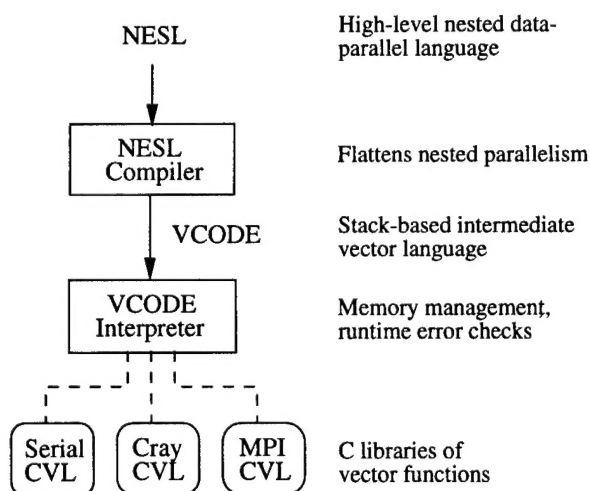 NESL
High-level nested data-
parallel language
NESL
Compiler
Flattens nested parallelism
VCODE
Stack-based intermediate
vector language
VCODE
Interpreter
Memory management,
runtime error checks
Serial
CVL
Cray
CVL
MPI
CVL
C libraries of
vector functions